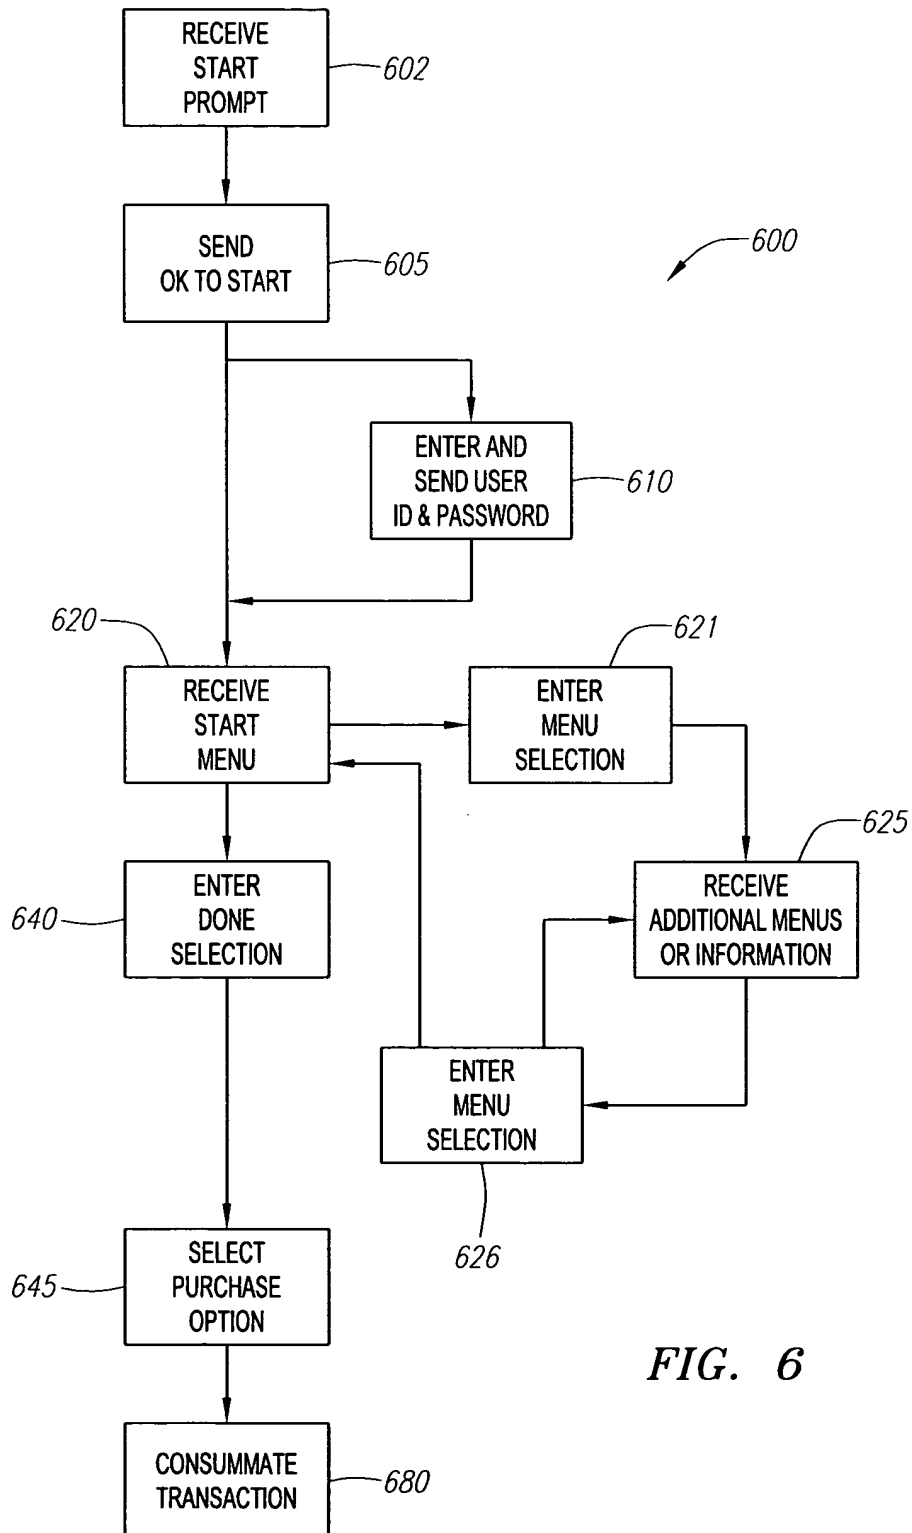 RECEIVE
START
PROMPT
602
SEND
OK TO START
605
600
ENTER AND
SEND USER
ID & PASSWORD
610
620
RECEIVE
START
MENU
621
ENTER
MENU
SELECTION
625
RECEIVE
ADDITIONAL MENUS
OR INFORMATION
640
ENTER
DONE
SELECTION
ENTER
MENU
SELECTION
626
645
SELECT
PURCHASE
OPTION
FIG. 6
CONSUMMATE
TRANSACTION
680